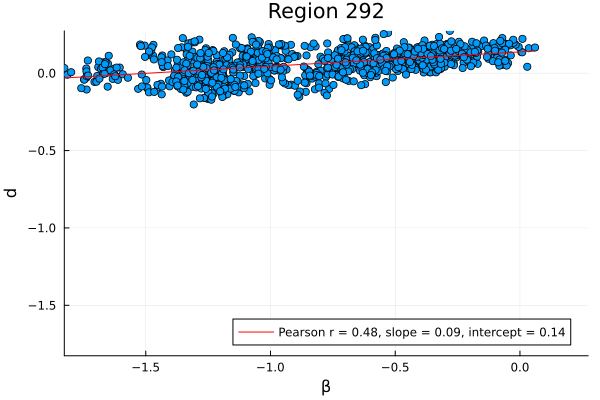 Region 292
0.0
−0.5
−1.0
−1.5
d
Pearson r = 0.48, slope = 0.09, intercept = 0.14
−1.5 −1.0 −0.5 0.0
β